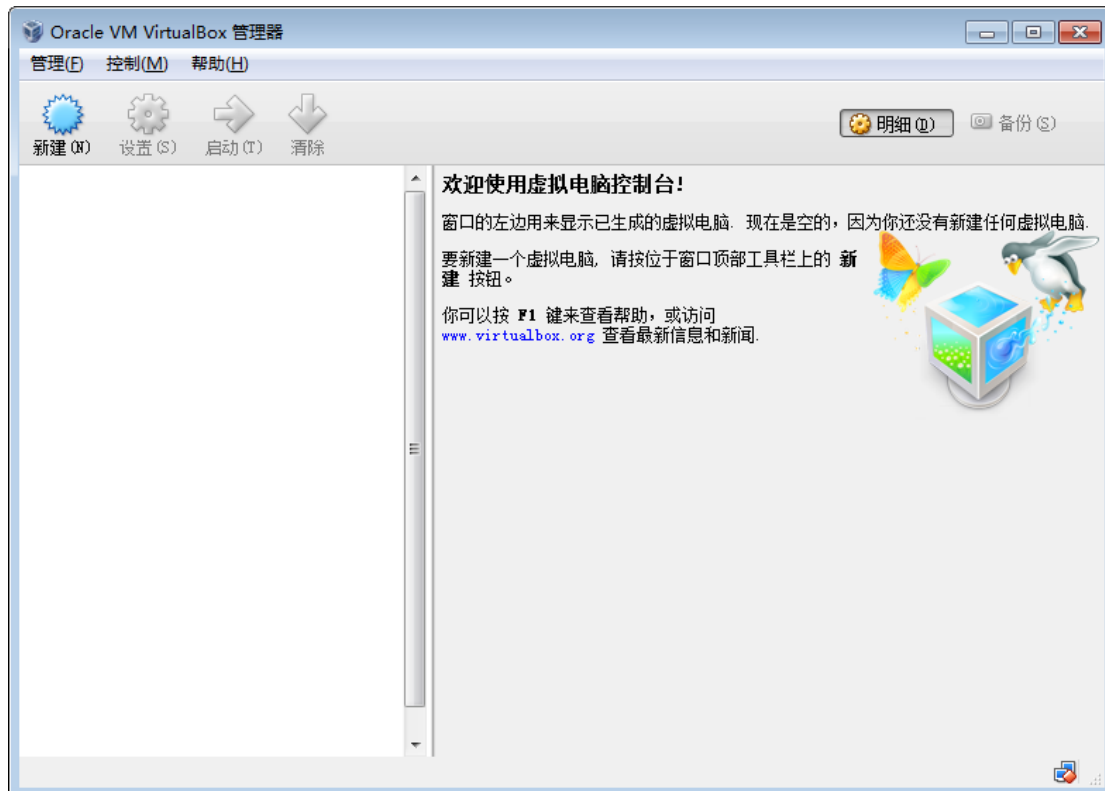 Oracle VM VirtualBox 管理器
管理(F) 控制(M) 帮助(H)
新建(N) 设置(S) 启动(T) 清除 明细(D) 备份(S)
欢迎使用虚拟电脑控制台!
窗口的左边用来显示已生成的虚拟电脑. 现在是空的，因为你还没有新建任何虚拟电脑.
要新建一个虚拟电脑, 请按位于窗口顶部工具栏上的 新
建 按钮。
你可以按 F1 键来查看帮助，或访问
www.virtualbox.org 查看最新信息和新闻.